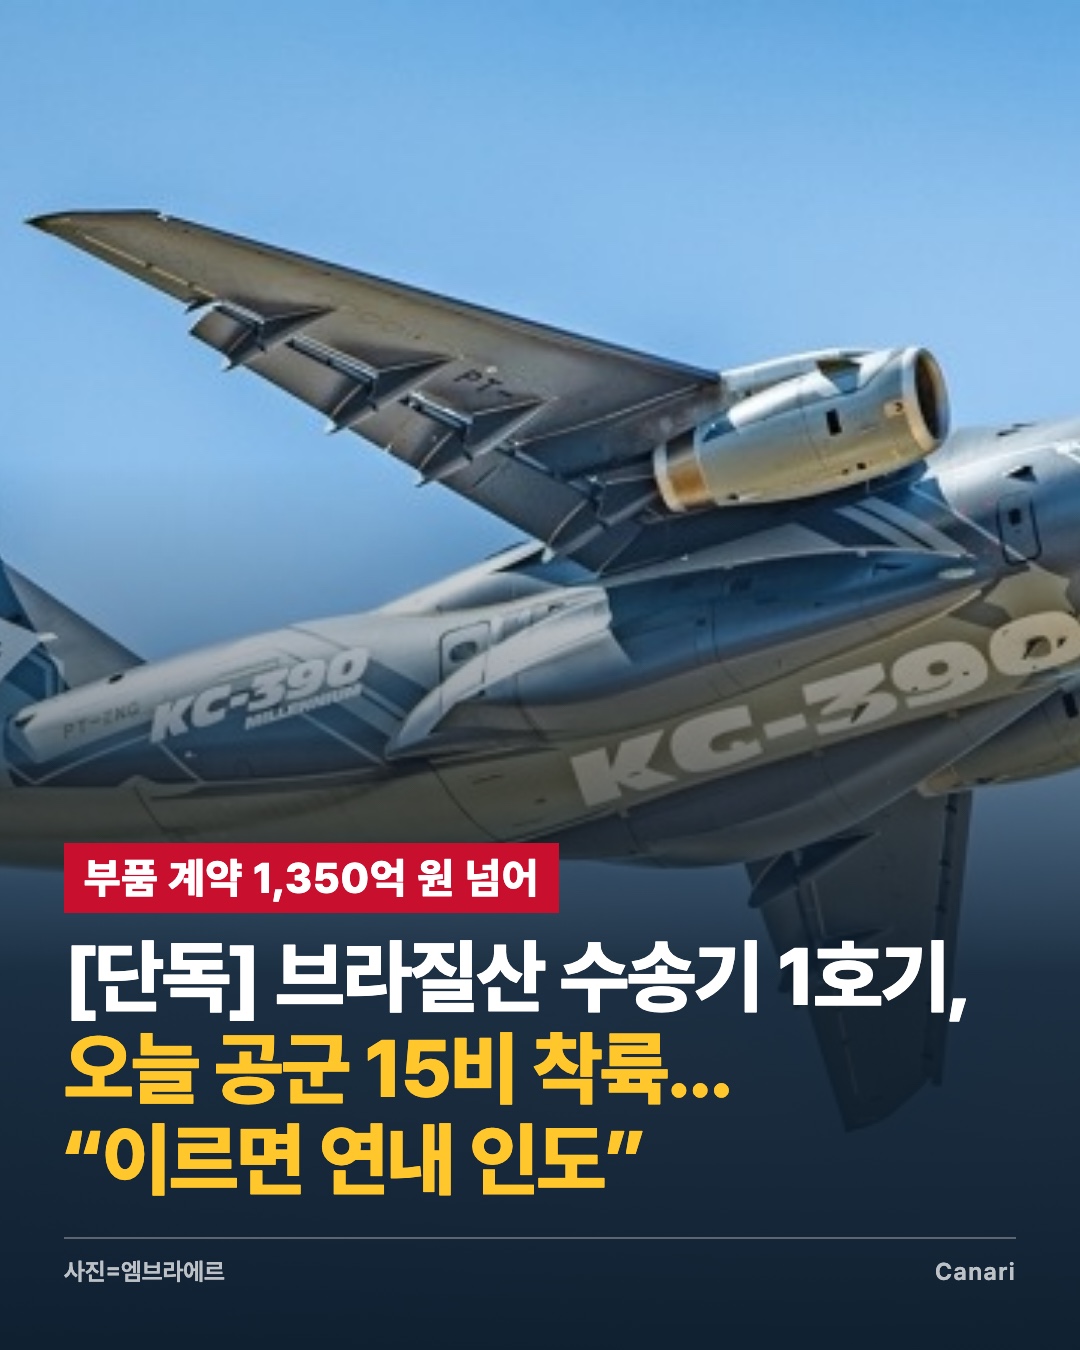 PT-
KC-390
MILLENNIUM
PT-ZNG
KC-390
부품 계약 1,350억 원 넘어
[단독] 브라질산 수송기 1호기,
오늘 공군 15비 착륙...
“이르면 연내 인도”
사진=엠브라에르
Canari